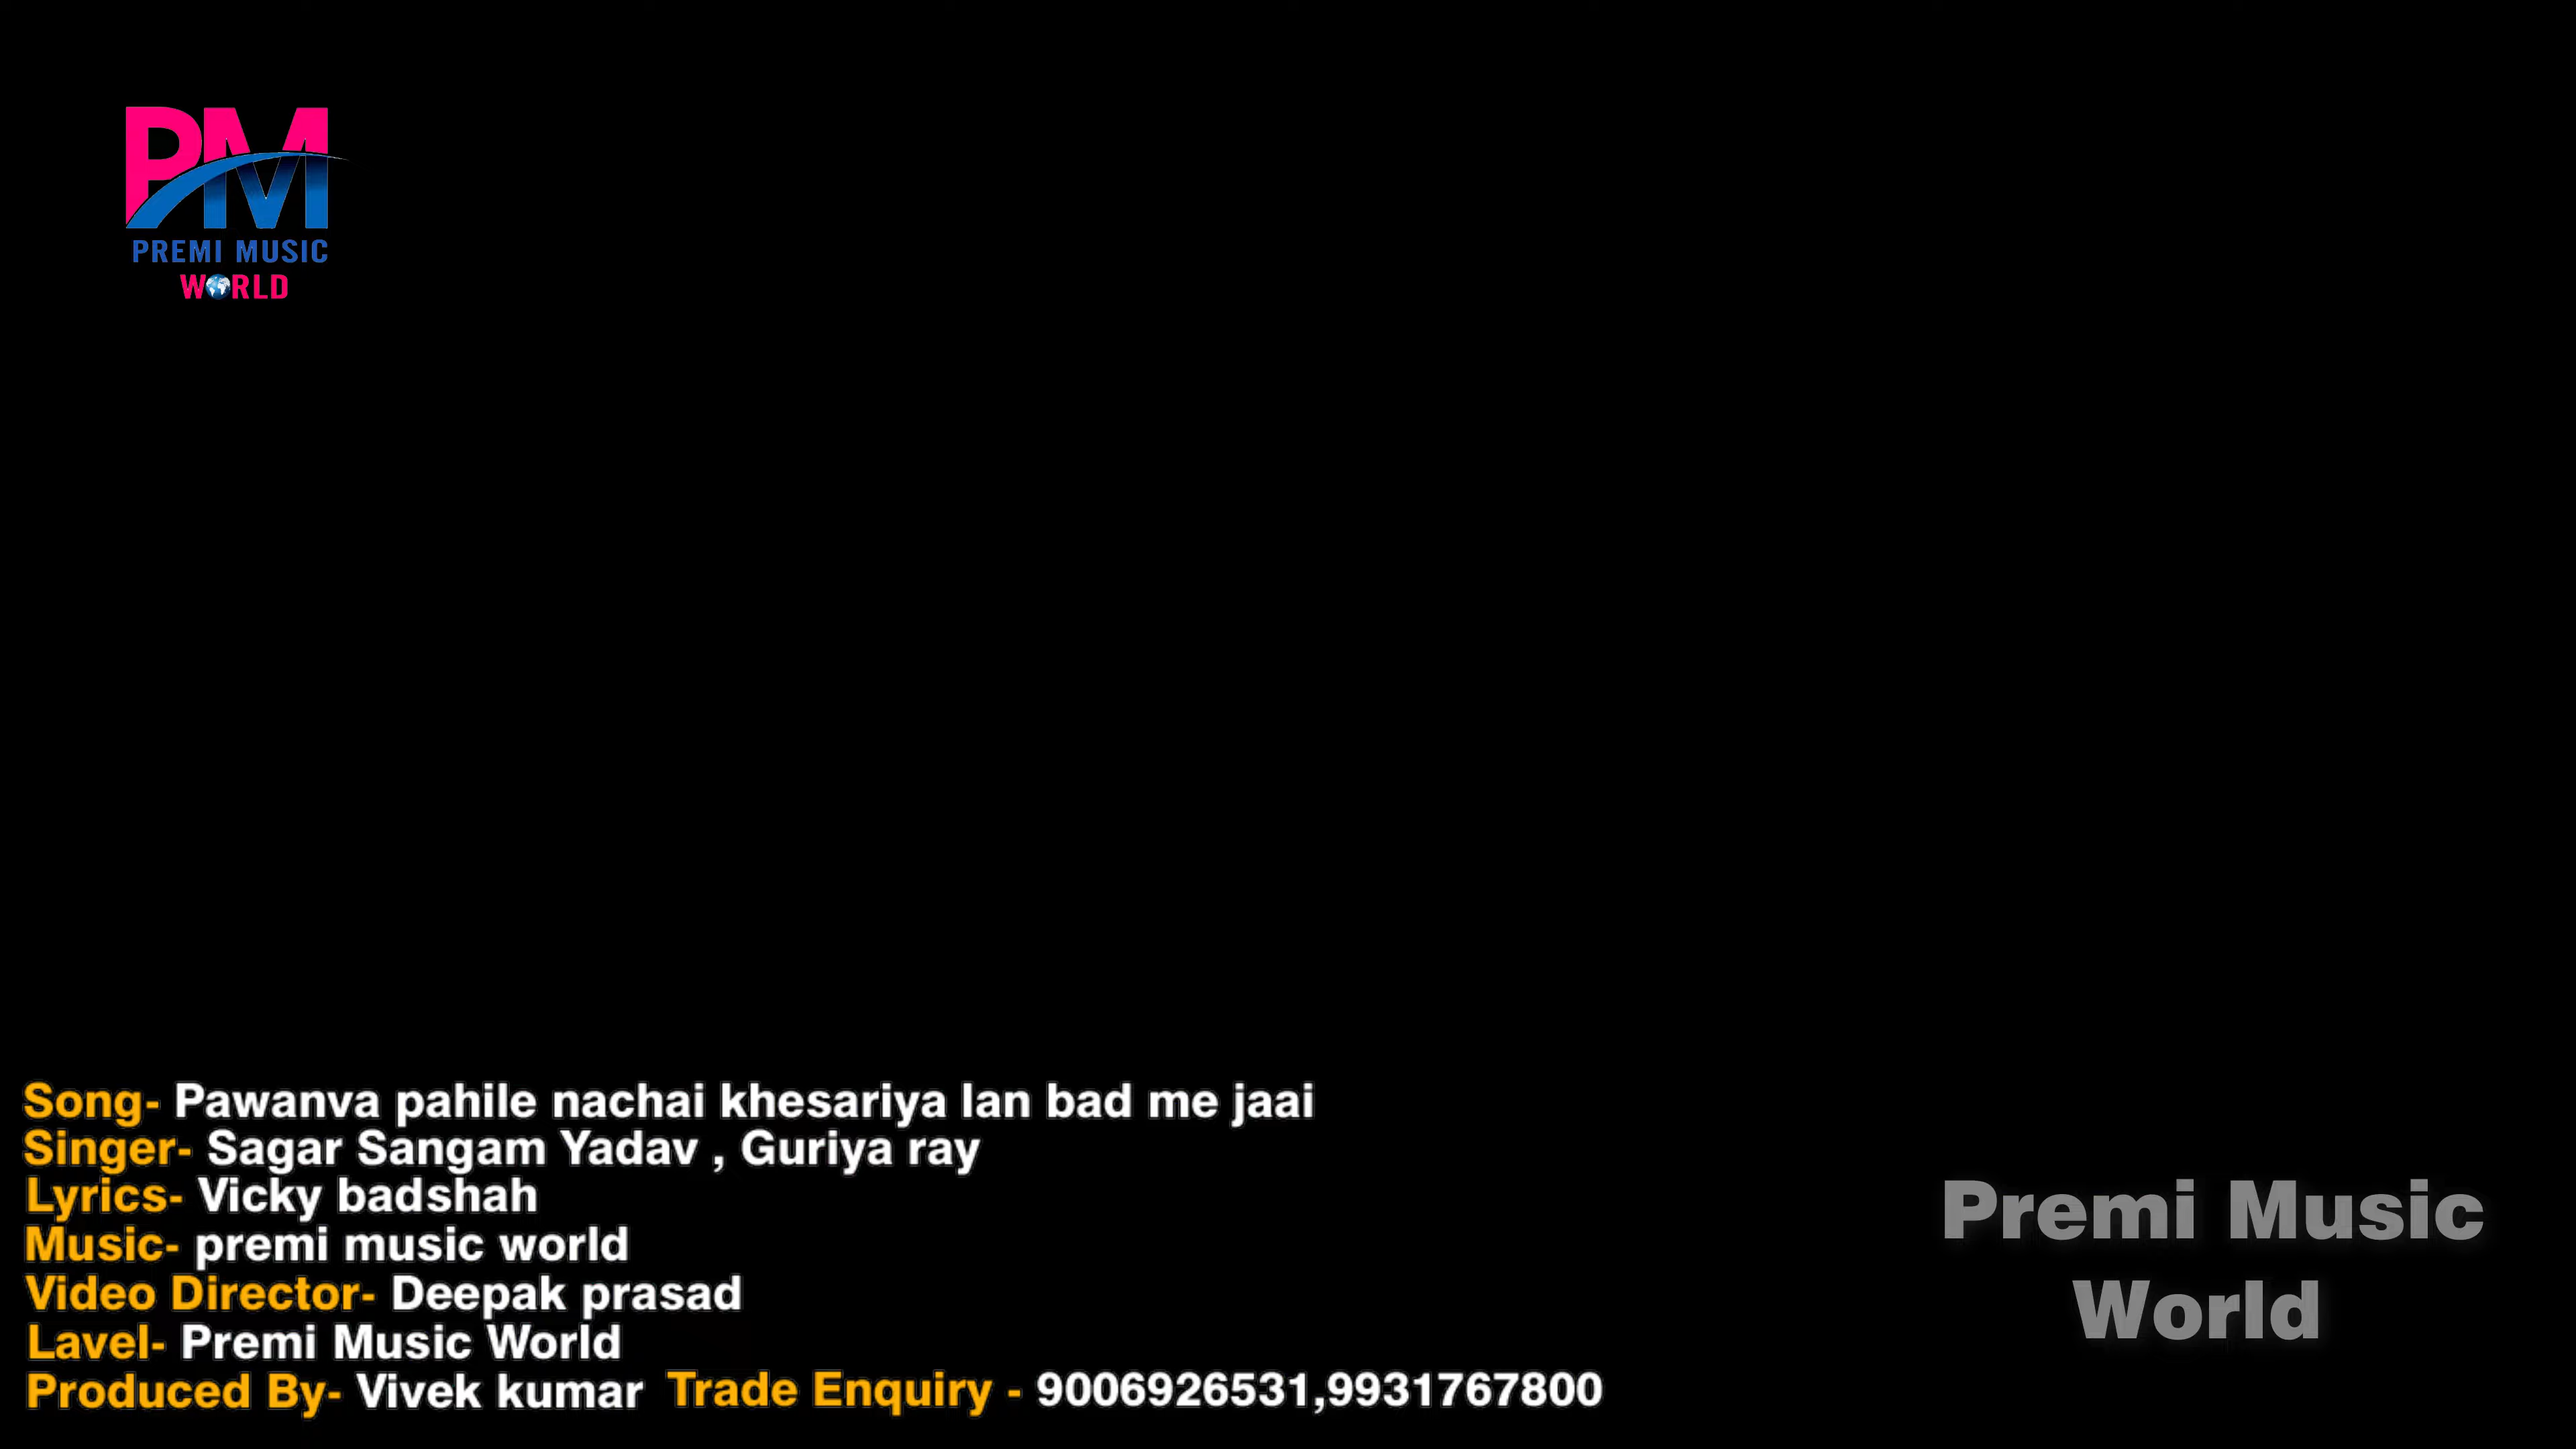 PM
PREMI MUSIC
WORLD
Song- Pawanva pahile nachai khesariya lan bad me jaai
Singer- Sagar Sangam Yadav , Guriya ray
Lyrics- Vicky badshah
Music- premi music world
Video Director- Deepak prasad
Lavel- Premi Music World
Produced By- Vivek kumar Trade Enquiry - 9006926531,9931767800
Premi Music
World